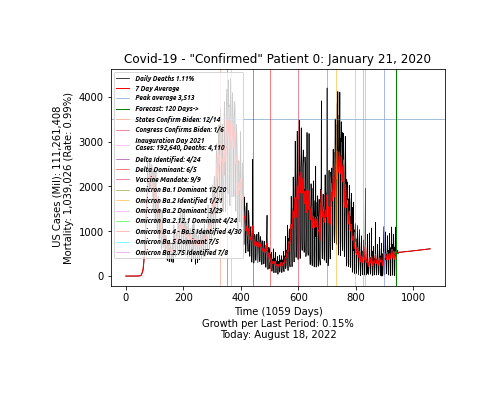 Covid-19 - "Confirmed" Patient 0: January 21, 2020
US Cases (Mil): 111,261,408
Mortality: 1,039,026 (Rate: 0.99%)
4000
3000
2000
1000
0
Daily Deaths 1.11%
7 Day Average
Peak average 3,513
Forecast: 120 Days->
States Confirm Biden: 12/14
Congress Confirms Biden: 1/6
Inauguration Day 2021
Cases: 192,640, Deaths: 4,110
Delta Identified: 4/24
Delta Dominant: 6/5
Vaccine Mandate: 9/9
Omicron Ba.1 Dominant 12/20
Omicron Ba.2 Identified 1/21
Omicron Ba.2 Dominant 3/29
Omicron Ba.2.12.1 Dominant 4/24
Omicron Ba.4 - Ba.5 Identified 4/30
Omicron Ba.5 Dominant 7/5
Omicron Ba.2.75 Identified 7/8
0 200 400 600 800 1000
Time (1059 Days)
Growth per Last Period: 0.15%
Today: August 18, 2022